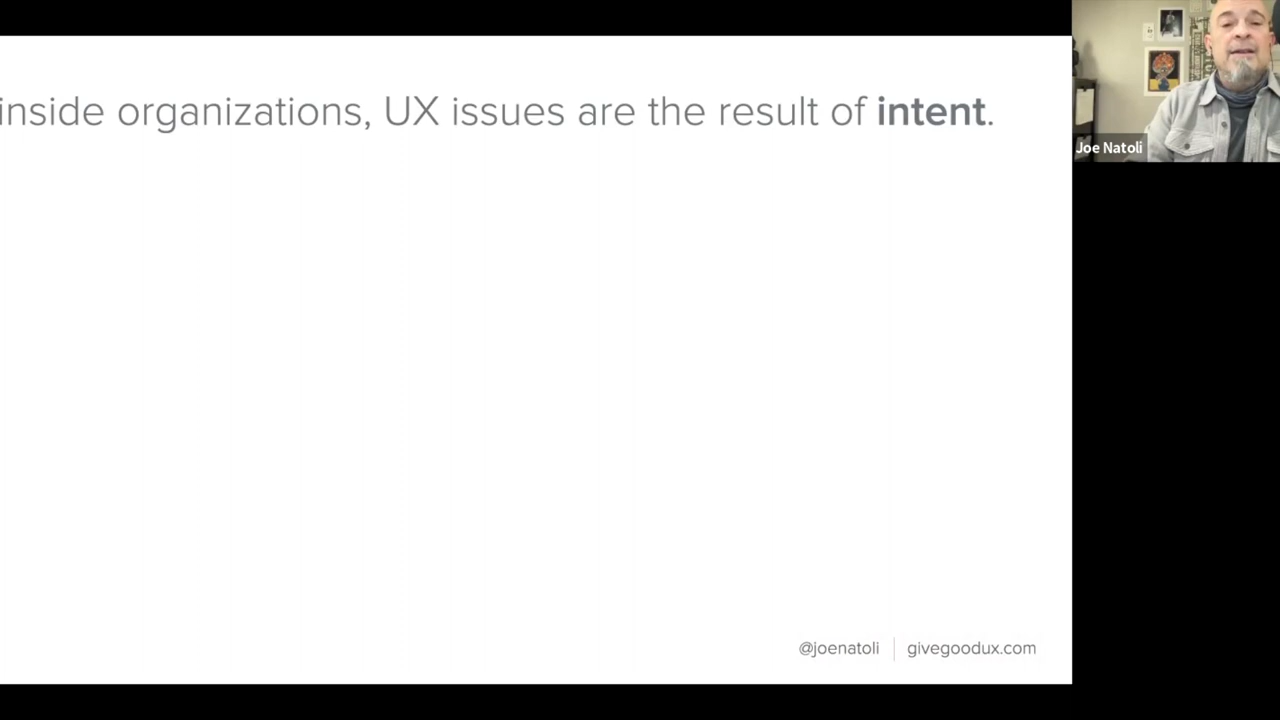 inside organizations, UX issues are the result of intent.
Joe Natoli
@joenatoli
givegoodux.com